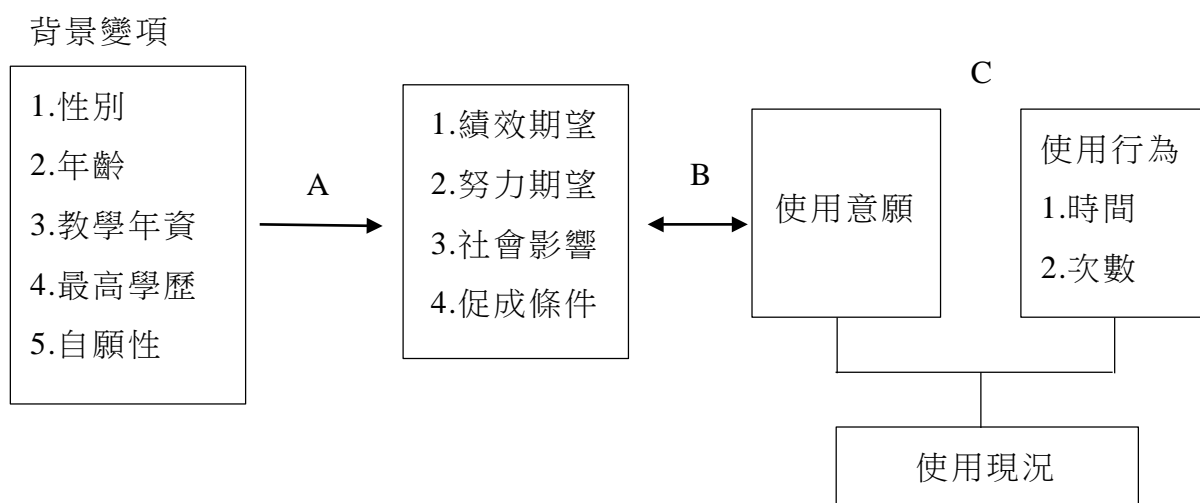 背景變項
1.性別
2.年齡
3.教學年資
4.最高學歷
5.自願性
A
1.績效期望
2.努力期望
3.社會影響
4.促成條件
B
使用意願
C
使用行為
1.時間
2.次數
使用現況